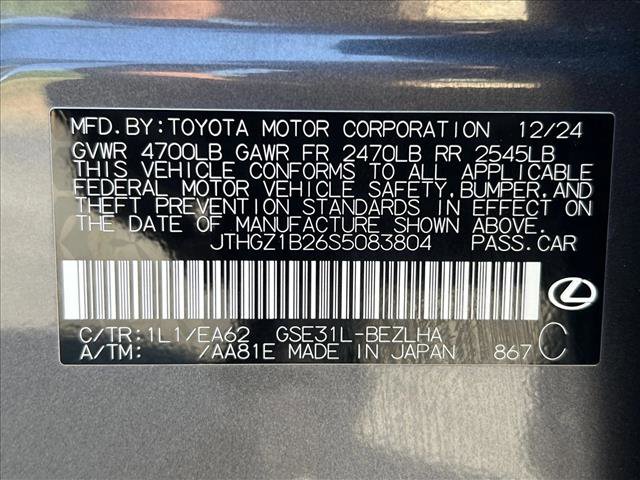 MFD.BY:TOYOTA MOTOR CORPORATION 12/24
GVWR 4700LB GAWR FR 2470LB RR 2545LB
THIS VEHICLE CONFORMS TO ALL APPLICABLE
FEDERAL MOTOR VEHICLE SAFETY,BUMPER,AND
THEFT PREVENTION STANDARDS IN EFFECT ON
THE DATE OF MANUFACTURE SHOWN ABOVE.
JTHGZ1B26S5083804 PASS.CAR
C/TR:1L1/EA62 GSE31L-BEZLHA
A/TM: /AA81E MADE IN JAPAN 867 C